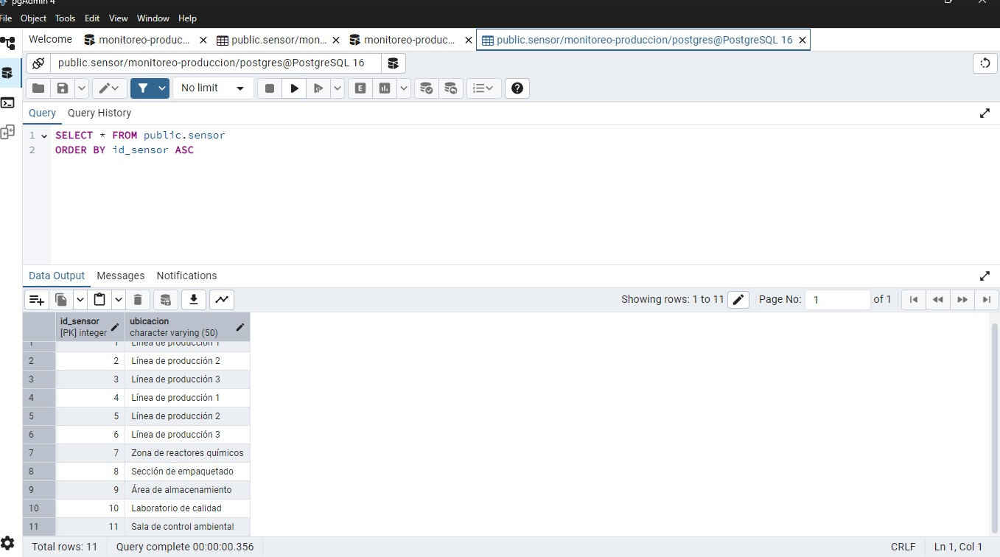 pgAdmin 4
File Object Tools Edit View Window Help
Welcome monitoreo-produc... public.sensor/mon... monitoreo-produc... public.sensor/monitoreo-produccion/postgres@PostgreSQL 16
public.sensor/monitoreo-produccion/postgres@PostgreSQL 16
No limit E
Query Query History
1 SELECT * FROM public.sensor
2 ORDER BY id_sensor ASC
Data Output Messages Notifications
Showing rows: 1 to 11 Page No: 1 of 1
id_sensor ubicacion
[PK] integer character varying (50)
1 1 Línea de producción 1
2 2 Línea de producción 2
3 3 Línea de producción 3
4 4 Línea de producción 1
5 5 Línea de producción 2
6 6 Línea de producción 3
7 7 Zona de reactores químicos
8 8 Sección de empaquetado
9 9 Área de almacenamiento
10 10 Laboratorio de calidad
11 11 Sala de control ambiental
Total rows: 11 Query complete 00:00:00.356 CRLF Ln 1, Col 1